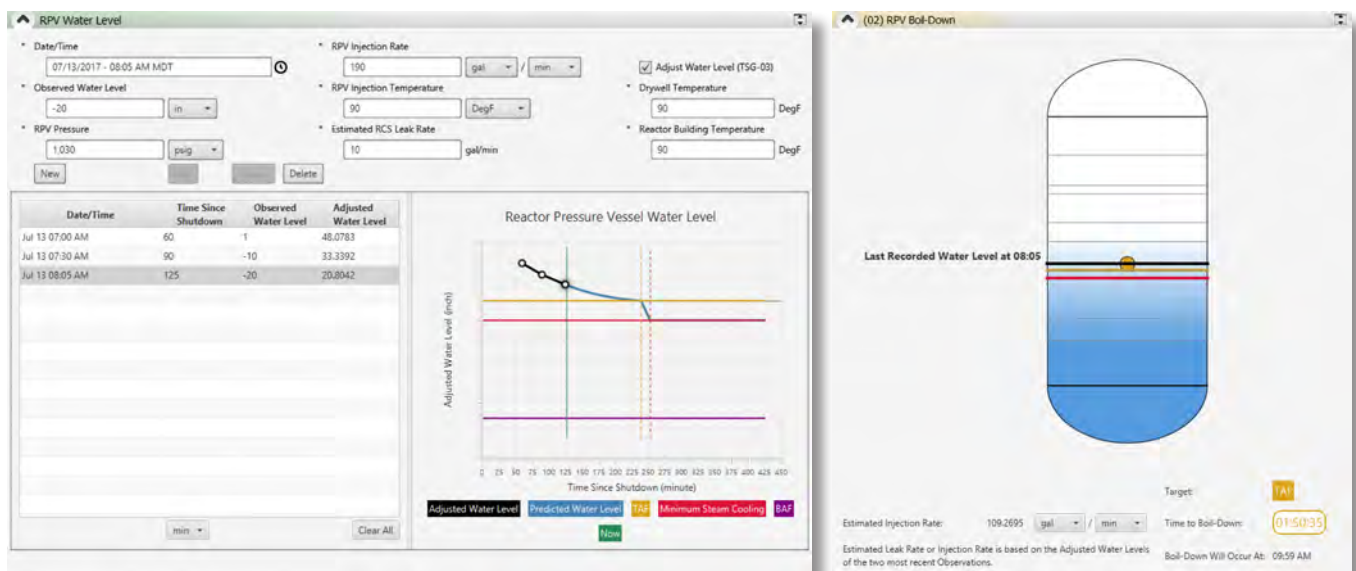 RPV Water Level
* Date/Time
07/13/2017 - 08:05 AM MDT
* RPV Injection Rate
190 gal / min
Adjust Water Level (TSG-03)
* Observed Water Level
-20 in
* RPV Injection Temperature
90 DegF
* Drywell Temperature
90 DegF
* RPV Pressure
1,030 psig
* Estimated RCS Leak Rate
10 gal/min
* Reactor Building Temperature
90 DegF
New Delete
Date/Time Time Since Shutdown Observed Water Level Adjusted Water Level
Jul 13 07:00 AM 60 1 48.0783
Jul 13 07:30 AM 90 -10 33.3392
Jul 13 08:05 AM 125 -20 20.8042
min Clear All
Reactor Pressure Vessel Water Level
Adjusted Water Level (inch)
0 25 50 75 100 125 150 175 200 225 250 275 300 325 350 375 400 425 450
Time Since Shutdown (minute)
Adjusted Water Level Predicted Water Level TAF Minimum Steam Cooling BAF
Now
(02) RPV Boil-Down
Last Recorded Water Level at 08:05
Target: TAF
Estimated Injection Rate: 109.2695 gal / min
Time to Boil-Down: 01:50:35
Estimated Leak Rate or Injection Rate is based on the Adjusted Water Levels
of the two most recent Observations.
Boil-Down Will Occur At: 09:59 AM